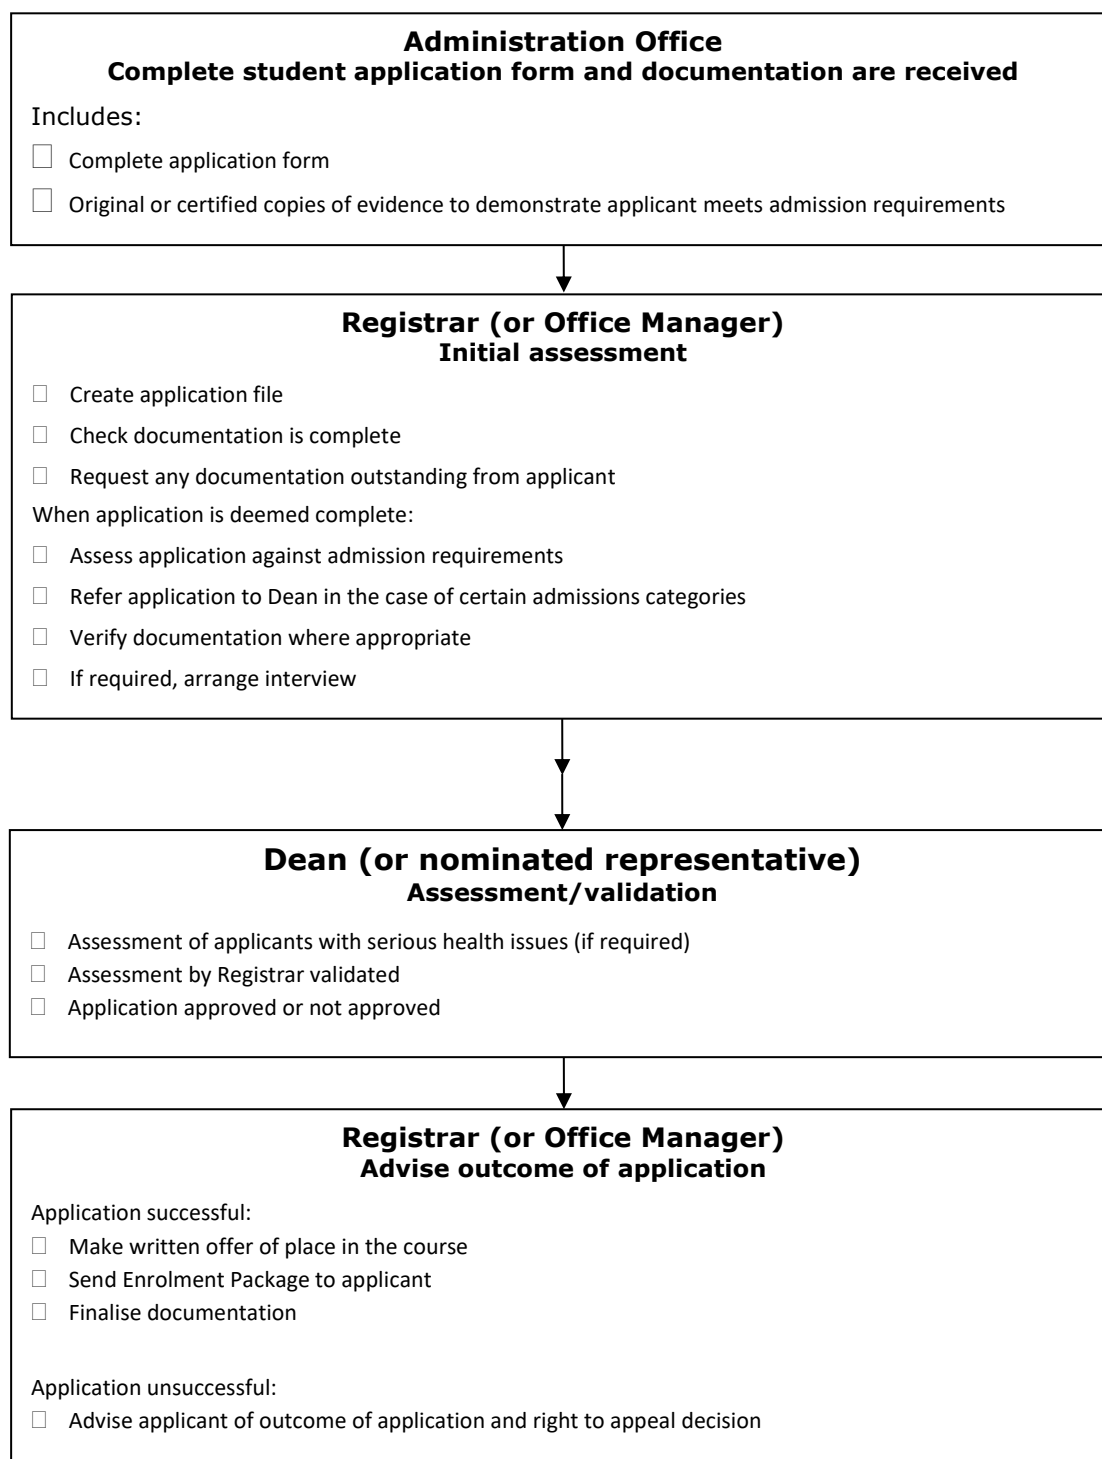 Administration Office
Complete student application form and documentation are received
Includes:
☐ Complete application form
☐ Original or certified copies of evidence to demonstrate applicant meets admission requirements
Registrar (or Office Manager)
Initial assessment
☐ Create application file
☐ Check documentation is complete
☐ Request any documentation outstanding from applicant
When application is deemed complete:
☐ Assess application against admission requirements
☐ Refer application to Dean in the case of certain admissions categories
☐ Verify documentation where appropriate
☐ If required, arrange interview
Dean (or nominated representative)
Assessment/validation
☐ Assessment of applicants with serious health issues (if required)
☐ Assessment by Registrar validated
☐ Application approved or not approved
Registrar (or Office Manager)
Advise outcome of application
Application successful:
☐ Make written offer of place in the course
☐ Send Enrolment Package to applicant
☐ Finalise documentation
Application unsuccessful:
☐ Advise applicant of outcome of application and right to appeal decision